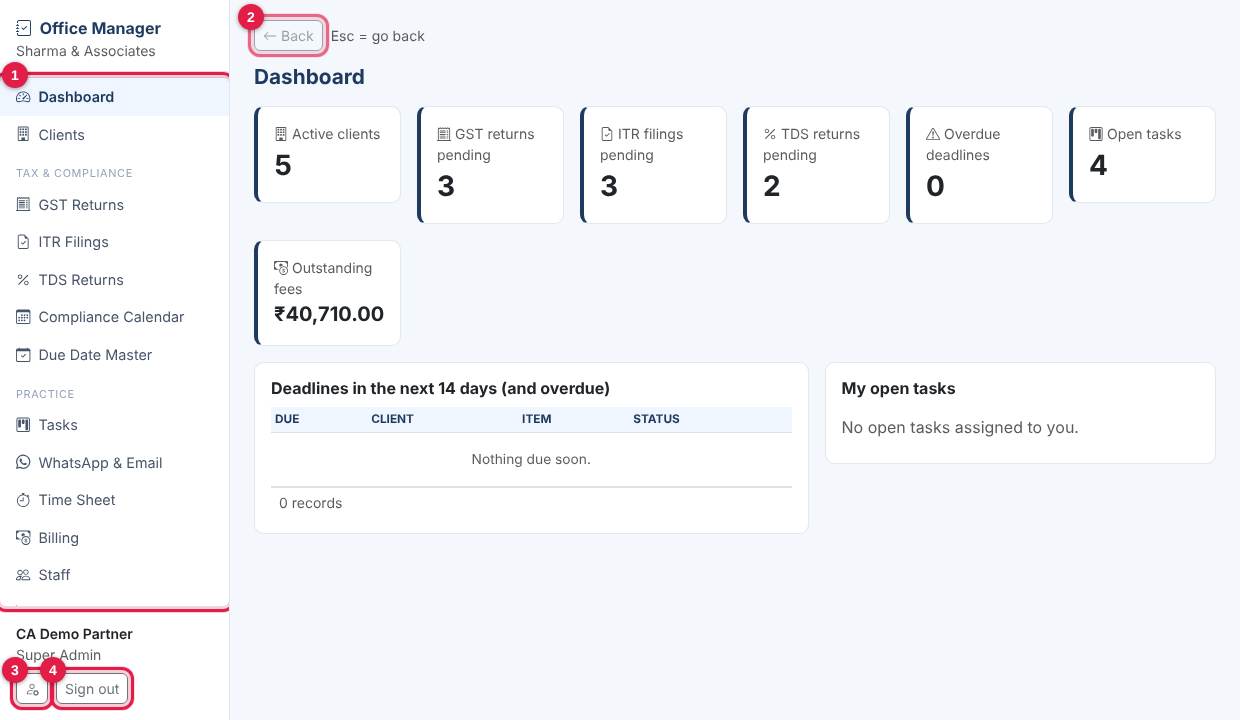 Office Manager
Sharma & Associates
1
Dashboard
Clients
TAX & COMPLIANCE
GST Returns
ITR Filings
TDS Returns
Compliance Calendar
Due Date Master
PRACTICE
Tasks
WhatsApp & Email
Time Sheet
Billing
Staff
CA Demo Partner
Super Admin
3
4
Sign out
2
← Back Esc = go back
Dashboard
Active clients
5
GST returns
pending
3
ITR filings
pending
3
TDS returns
pending
2
Overdue
deadlines
0
Open tasks
4
Outstanding
fees
₹40,710.00
Deadlines in the next 14 days (and overdue)
DUE CLIENT ITEM STATUS
Nothing due soon.
0 records
My open tasks
No open tasks assigned to you.